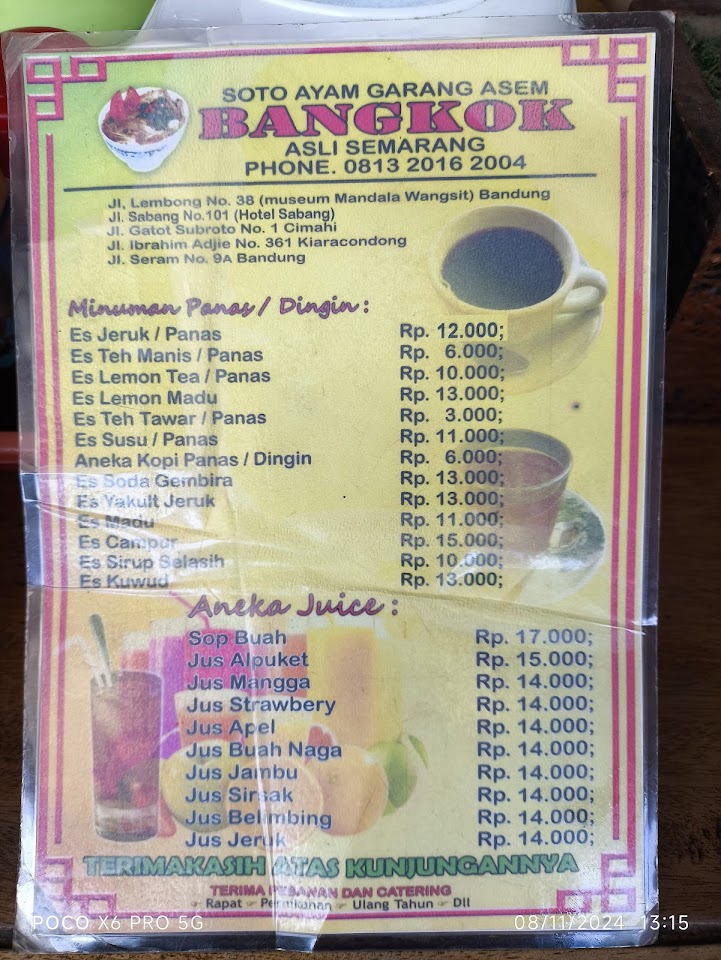 SOTO AYAM GARANG ASEM
BANGKOK
ASLI SEMARANG
PHONE. 0813 2016 2004
Jl, Lembong No. 38 (museum Mandala Wangsit) Bandung
Jl. Sabang No.101 (Hotel Sabang)
Jl. Gatot Subroto No. 1 Cimahi
Jl. Ibrahim Adjie No. 361 Kiaracondong
Jl. Seram No. 9A Bandung
Minuman Panas / Dingin :
Es Jeruk / Panas Rp. 12.000;
Es Teh Manis / Panas Rp. 6.000;
Es Lemon Tea / Panas Rp. 10.000;
Es Lemon Madu Rp. 13.000;
Es Teh Tawar / Panas Rp. 3.000;
Es Susu / Panas Rp. 11.000;
Aneka Kopi Panas / Dingin Rp. 6.000;
Es Soda Gembira Rp. 13.000;
Es Yakult Jeruk Rp. 13.000;
Es Madu Rp. 11.000;
Es Campur Rp. 15.000;
Es Sirup Selasih Rp. 10.000;
Es Kuwud Rp. 13.000;
Aneka Juice :
Sop Buah Rp. 17.000;
Jus Alpuket Rp. 15.000;
Jus Mangga Rp. 14.000;
Jus Strawbery Rp. 14.000;
Jus Apel Rp. 14.000;
Jus Buah Naga Rp. 14.000;
Jus Jambu Rp. 14.000;
Jus Sirsak Rp. 14.000;
Jus Belimbing Rp. 14.000;
Jus Jeruk Rp. 14.000;
TERIMAKASIH ATAS KUNJUNGANNYA
TERIMA PESANAN DAN CATERING
Rapat ☞ Pernikahan ☞ Ulang Tahun ☞ Dll
POCO X6 PRO 5G 08/11/2024 13:15